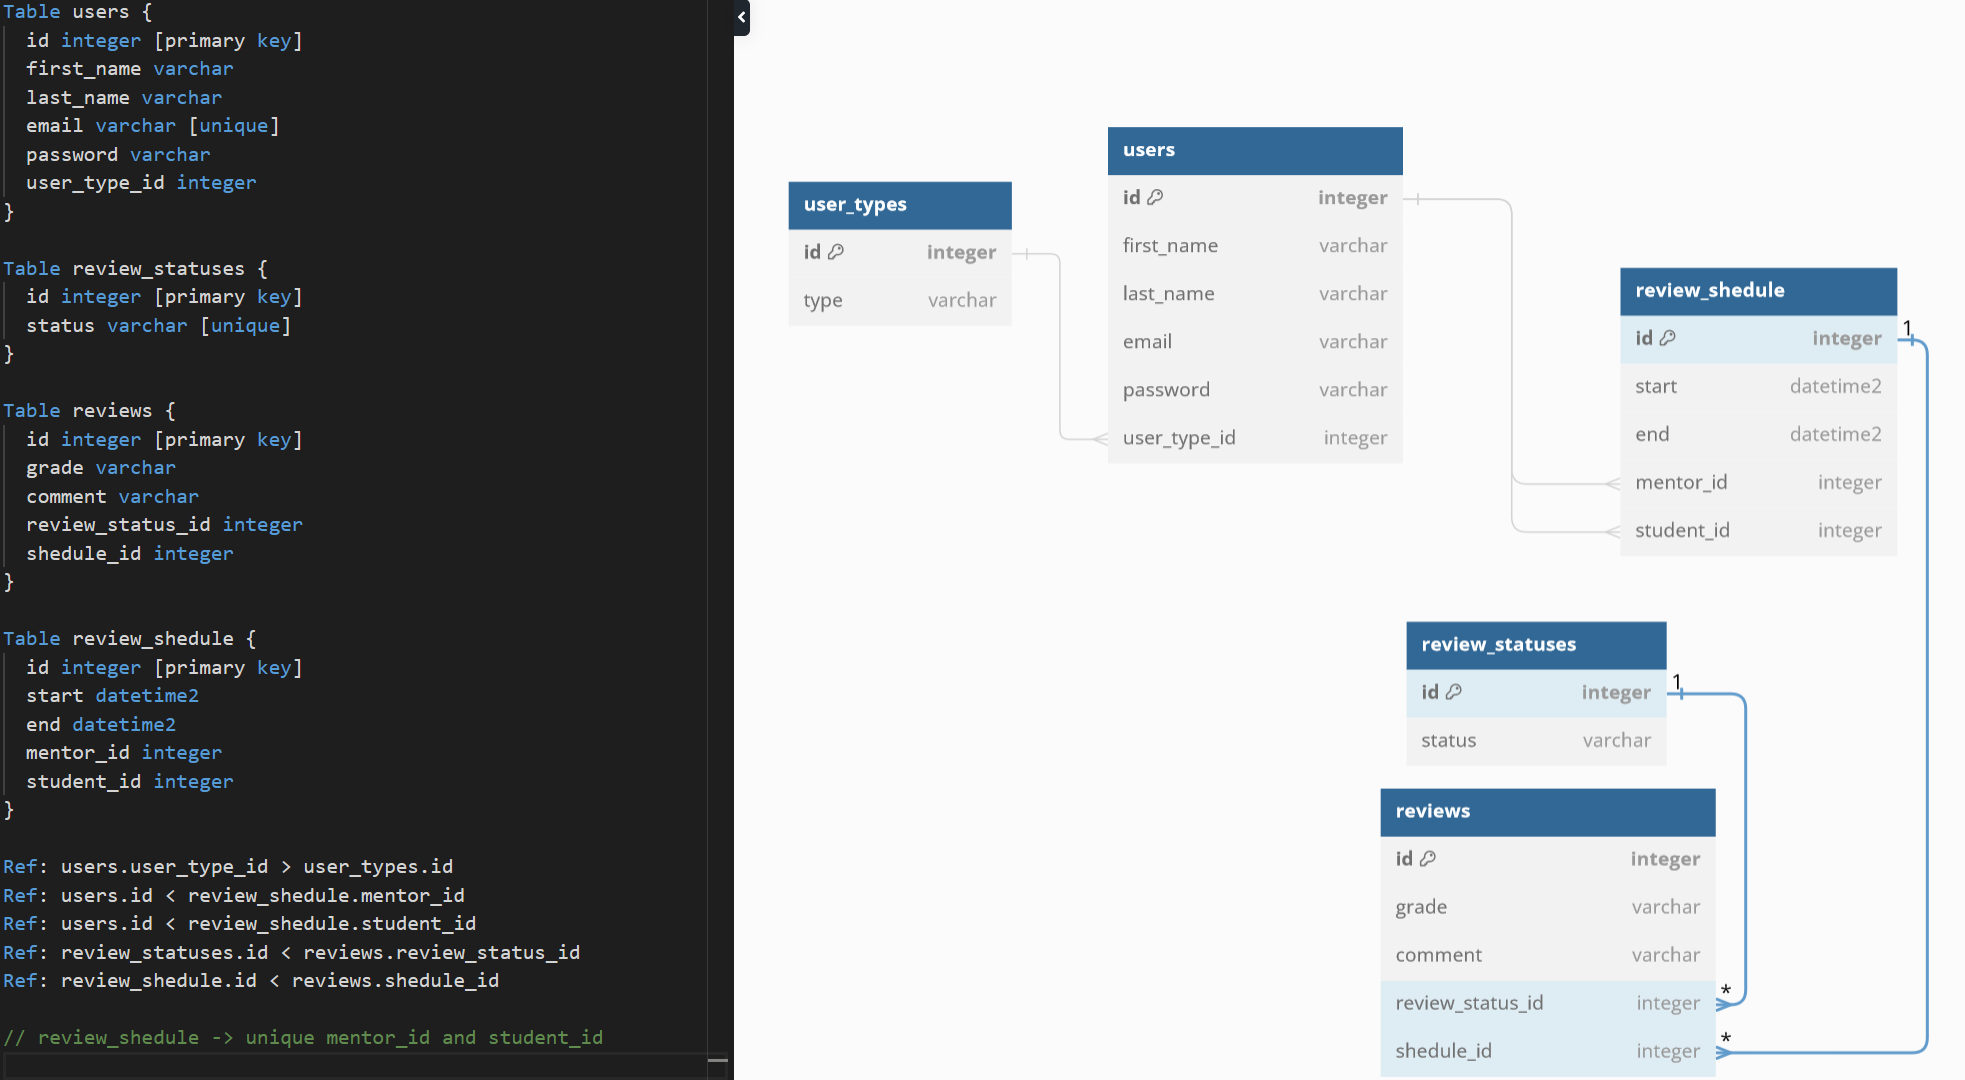 Table users {
id integer [primary key]
first_name varchar
last_name varchar
email varchar [unique]
password varchar
user_type_id integer
}
Table review_statuses {
id integer [primary key]
status varchar [unique]
}
Table reviews {
id integer [primary key]
grade varchar
comment varchar
review_status_id integer
shedule_id integer
}
Table review_shedule {
id integer [primary key]
start datetime2
end datetime2
mentor_id integer
student_id integer
}
Ref: users.user_type_id > user_types.id
Ref: users.id < review_shedule.mentor_id
Ref: users.id < review_shedule.student_id
Ref: review_statuses.id < reviews.review_status_id
Ref: review_shedule.id < reviews.shedule_id
// review_shedule -> unique mentor_id and student_id
user_types
id integer
type varchar
users
id integer
first_name varchar
last_name varchar
email varchar
password varchar
user_type_id integer
review_shedule
id integer 1
start datetime2
end datetime2
mentor_id integer
student_id integer
review_statuses
id integer 1
status varchar
reviews
id integer
grade varchar
comment varchar
review_status_id integer *
shedule_id integer *